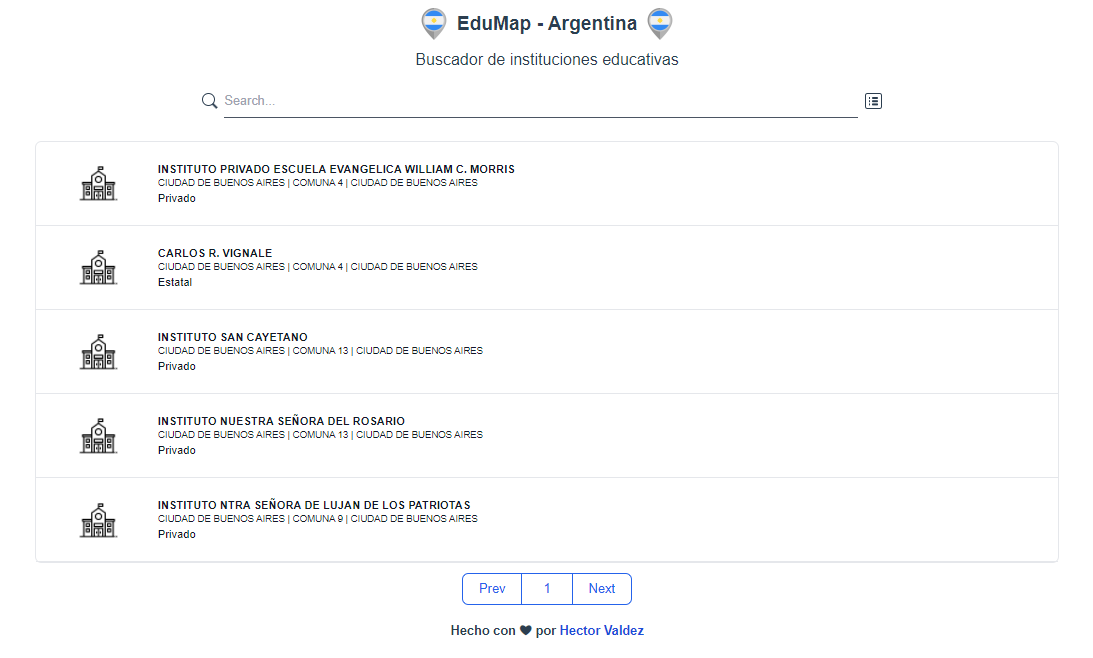 EduMap - Argentina
Buscador de instituciones educativas
Search...
INSTITUTO PRIVADO ESCUELA EVANGELICA WILLIAM C. MORRIS
CIUDAD DE BUENOS AIRES | COMUNA 4 | CIUDAD DE BUENOS AIRES
Privado
CARLOS R. VIGNALE
CIUDAD DE BUENOS AIRES | COMUNA 4 | CIUDAD DE BUENOS AIRES
Estatal
INSTITUTO SAN CAYETANO
CIUDAD DE BUENOS AIRES | COMUNA 13 | CIUDAD DE BUENOS AIRES
Privado
INSTITUTO NUESTRA SEÑORA DEL ROSARIO
CIUDAD DE BUENOS AIRES | COMUNA 13 | CIUDAD DE BUENOS AIRES
Privado
INSTITUTO NTRA SEÑORA DE LUJAN DE LOS PATRIOTAS
CIUDAD DE BUENOS AIRES | COMUNA 9 | CIUDAD DE BUENOS AIRES
Privado
Prev 1 Next
Hecho con ♥ por Hector Valdez